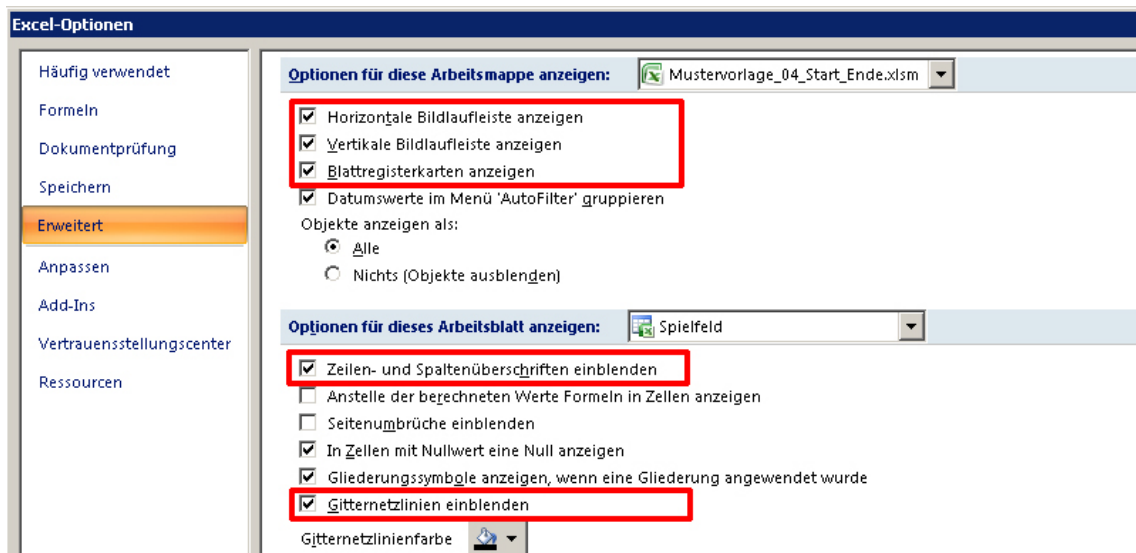 Excel-Optionen
Häufig verwendet
Formeln
Dokumentprüfung
Speichern
Erweitert
Anpassen
Add-Ins
Vertrauensstellungscenter
Ressourcen
Optionen für diese Arbeitsmappe anzeigen: Mustervorlage_04_Start_Ende.xlsm
Horizontale Bildlaufleiste anzeigen
Vertikale Bildlaufleiste anzeigen
Blattregisterkarten anzeigen
Datumswerte im Menü 'AutoFilter' gruppieren
Objekte anzeigen als:
Alle
Nichts (Objekte ausblenden)
Optionen für dieses Arbeitsblatt anzeigen: Spielfeld
Zeilen- und Spaltenüberschriften einblenden
Anstelle der berechneten Werte Formeln in Zellen anzeigen
Seitenumbrüche einblenden
In Zellen mit Nullwert eine Null anzeigen
Gliederungssymbole anzeigen, wenn eine Gliederung angewendet wurde
Gitternetzlinien einblenden
Gitternetzlinienfarbe